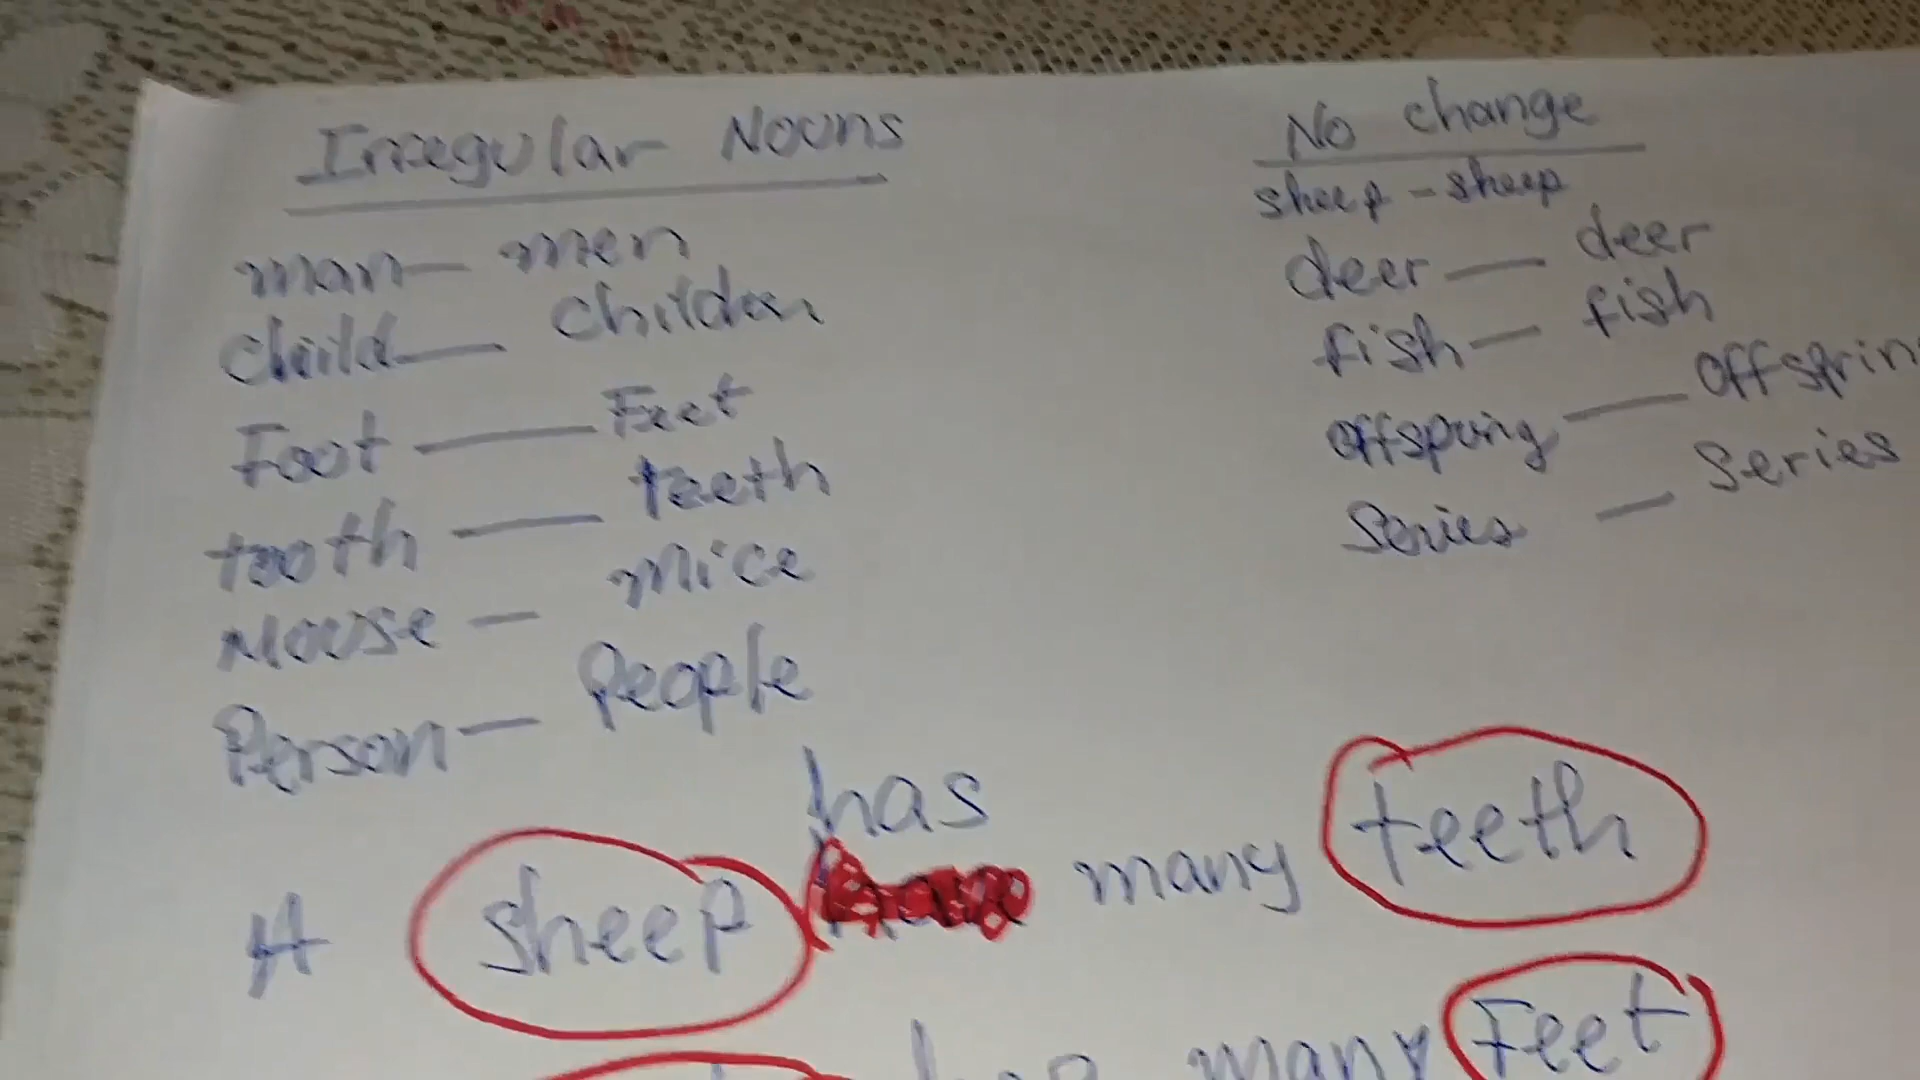 Irregular Nouns
man — men
child — children
Foot — Feet
tooth — teeth
Mouse — mice
Person — People
No change
sheep - sheep
deer — deer
fish — fish
offspring — offsprin
Series — Series
has
A sheep many teeth
many Feet